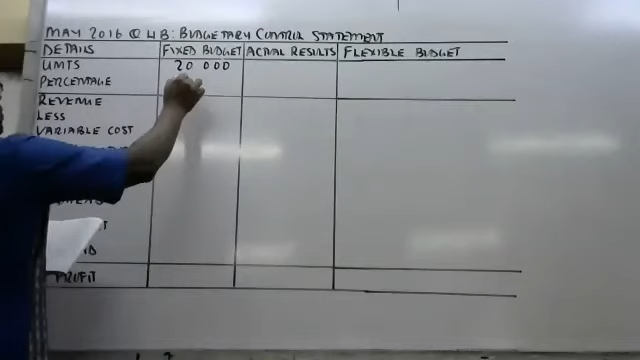 MAY 2016 Q4B: BUDGETARY CONTROL STATEMENT
DETAILS FIXED BUDGET ACTUAL RESULTS FLEXIBLE BUDGET
UNITS 20 000
PERCENTAGE
REVENUE
LESS
VARIABLE COST
PROFIT